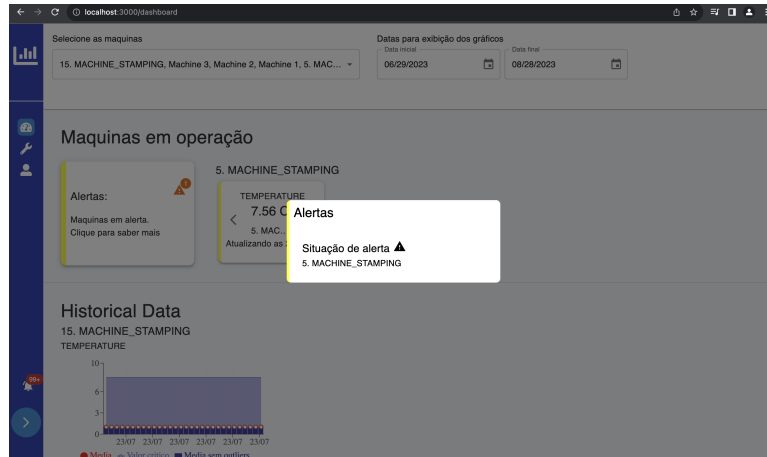 localhost:3000/dashboard
Selecione as maquinas
15. MACHINE_STAMPING, Machine 3, Machine 2, Machine 1, 5. MAC...
Datas para exibição dos gráficos
Data inicial
06/29/2023
Data final
08/28/2023
Maquinas em operação
Alertas:
1
Maquinas em alerta.
Clique para saber mais
5. MACHINE_STAMPING
TEMPERATURE
7.56 C
5. MAC...
Atualizando as
Alertas
Situação de alerta
5. MACHINE_STAMPING
Historical Data
15. MACHINE_STAMPING
TEMPERATURE
10
6
3
0
23/07 23/07 23/07 23/07 23/07 23/07
Media Valor critico Media sem outliers
99+